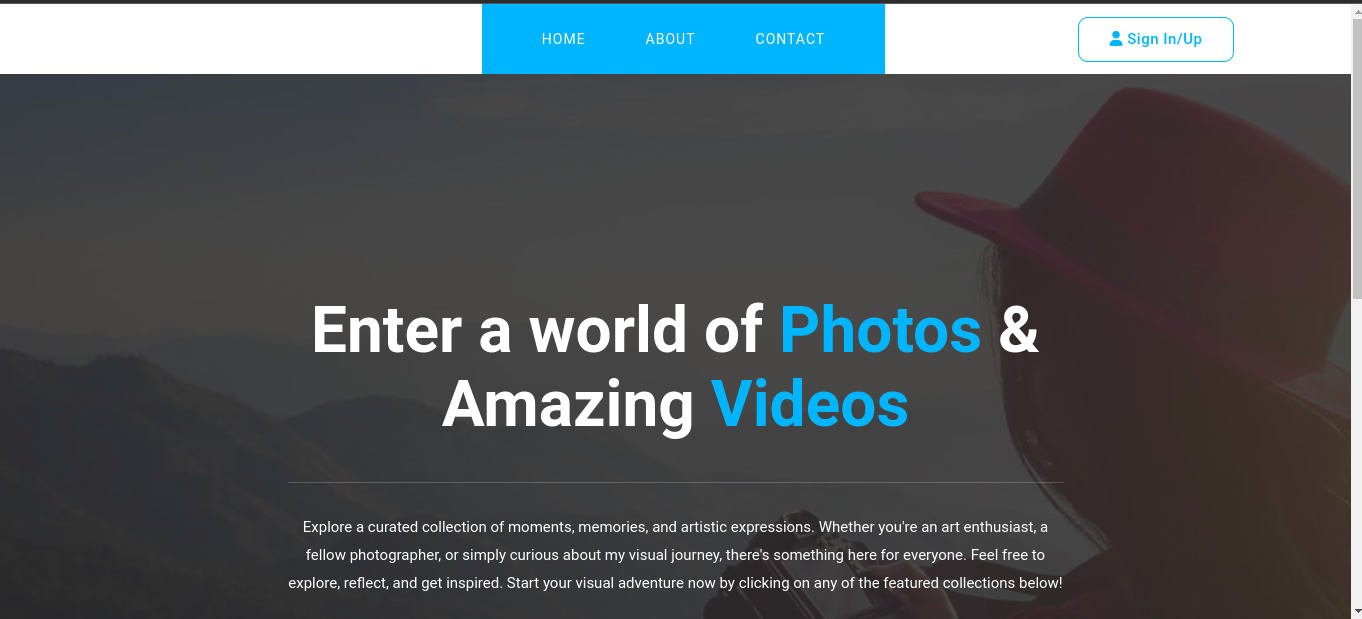 HOME ABOUT CONTACT Sign In/Up
Enter a world of Photos &
Amazing Videos
Explore a curated collection of moments, memories, and artistic expressions. Whether you're an art enthusiast, a
fellow photographer, or simply curious about my visual journey, there's something here for everyone. Feel free to
explore, reflect, and get inspired. Start your visual adventure now by clicking on any of the featured collections below!